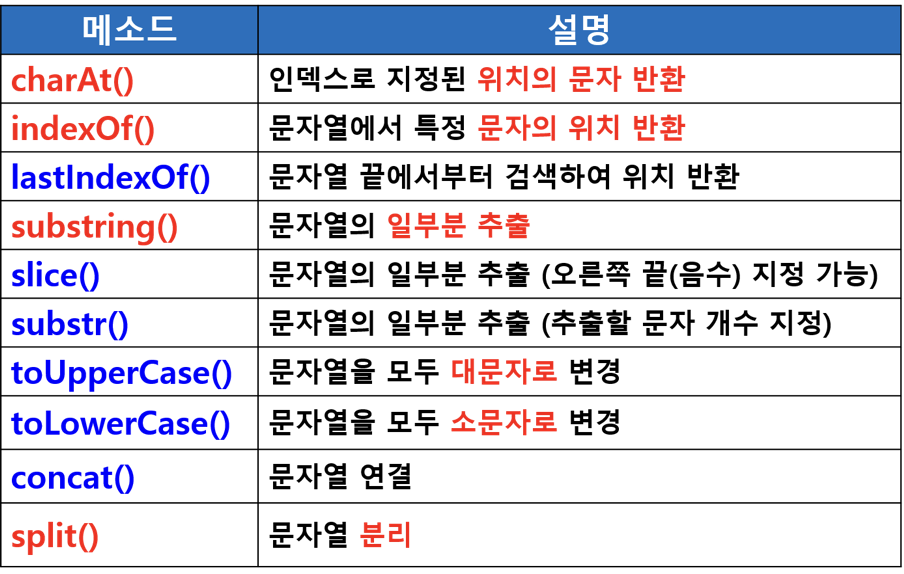 메소드 설명
charAt() 인덱스로 지정된 위치의 문자 반환
indexOf() 문자열에서 특정 문자의 위치 반환
lastIndexOf() 문자열 끝에서부터 검색하여 위치 반환
substring() 문자열의 일부분 추출
slice() 문자열의 일부분 추출 (오른쪽 끝(음수) 지정 가능)
substr() 문자열의 일부분 추출 (추출할 문자 개수 지정)
toUpperCase() 문자열을 모두 대문자로 변경
toLowerCase() 문자열을 모두 소문자로 변경
concat() 문자열 연결
split() 문자열 분리